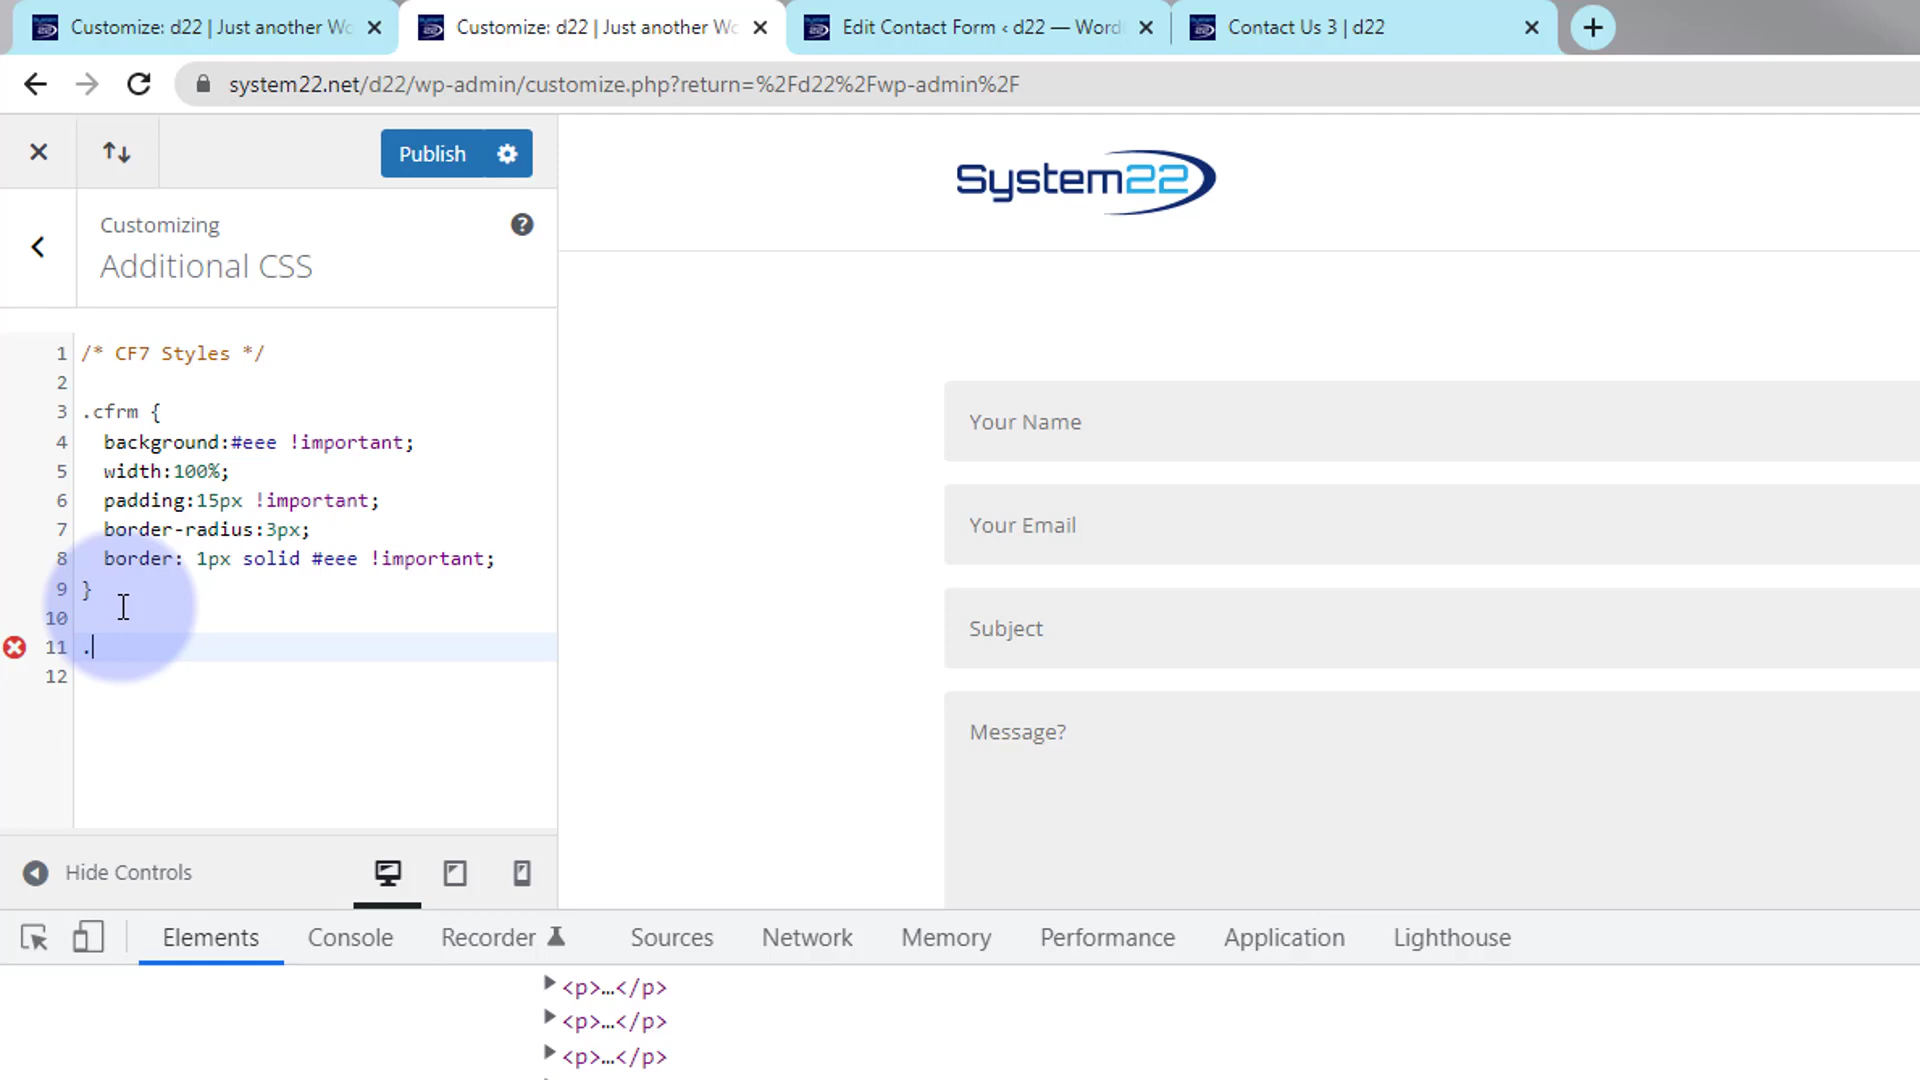 Customize: d22 | Just another Wo
Customize: d22 | Just another Wo
Edit Contact Form ‹ d22 — Word
Contact Us 3 | d22
system22.net/d22/wp-admin/customize.php?return=%2Fd22%2Fwp-admin%2F
Publish
System22
Customizing
Additional CSS
1 /* CF7 Styles */
2
3 .cfrm {
4 background:#eee !important;
5 width:100%;
6 padding:15px !important;
7 border-radius:3px;
8 border: 1px solid #eee !important;
9 }
10
11 .
12
Your Name
Your Email
Subject
Message?
Hide Controls
Elements Console Recorder Sources Network Memory Performance Application Lighthouse
<p>…</p>
<p>…</p>
<p>…</p>